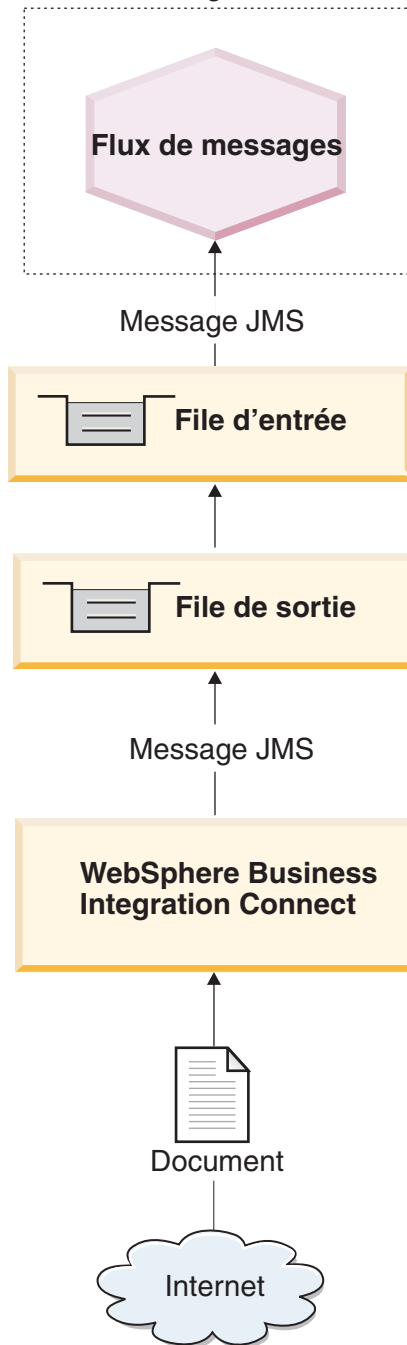 Flux de messages
Message JMS
File d'entrée
File de sortie
Message JMS
WebSphere Business
Integration Connect
Document
Internet